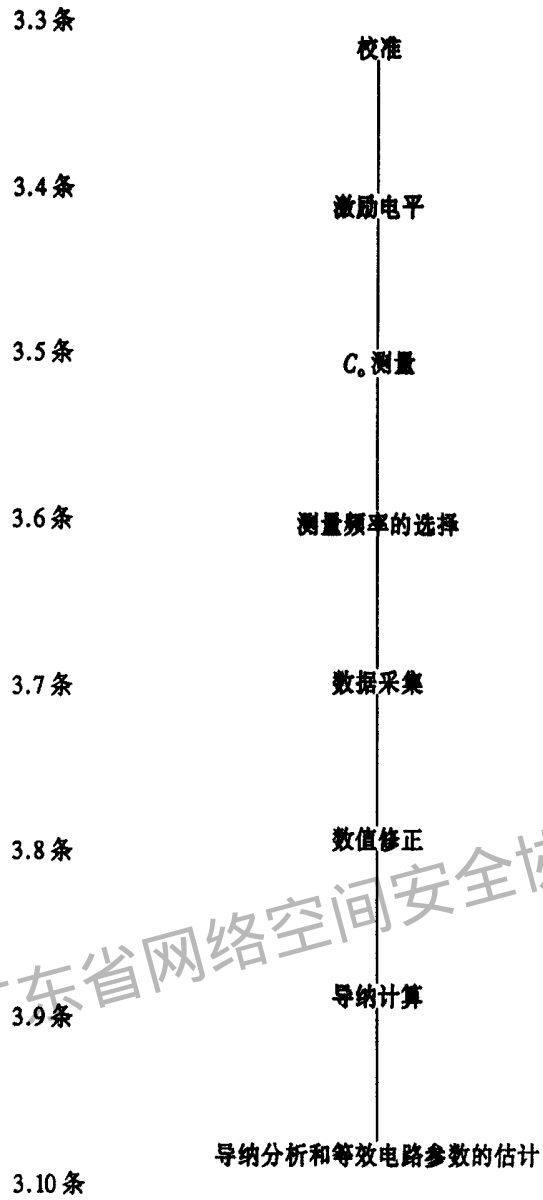 3.3条
校准
3.4条
激励电平
3.5条
C₀ 测量
3.6条
测量频率的选择
3.7条
数据采集
3.8条
数值修正
东省网络空间安全协
3.9条
导纳计算
导纳分析和等效电路参数的估计
3.10条